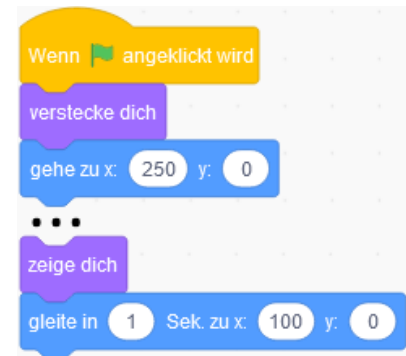 Wenn angeklickt wird
verstecke dich
gehe zu x: 250 y: 0
...
zeige dich
gleite in 1 Sek. zu x: 100 y: 0